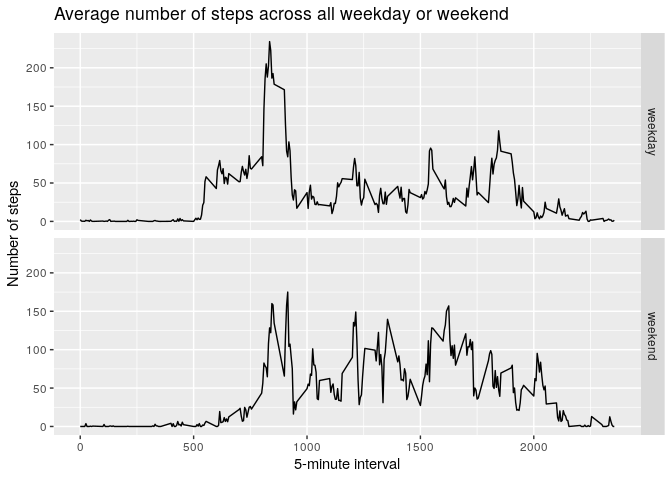 Average number of steps across all weekday or weekend
Number of steps
200
150
100
50
0
weekday
200
150
100
50
0
weekend
0 500 1000 1500 2000
5-minute interval